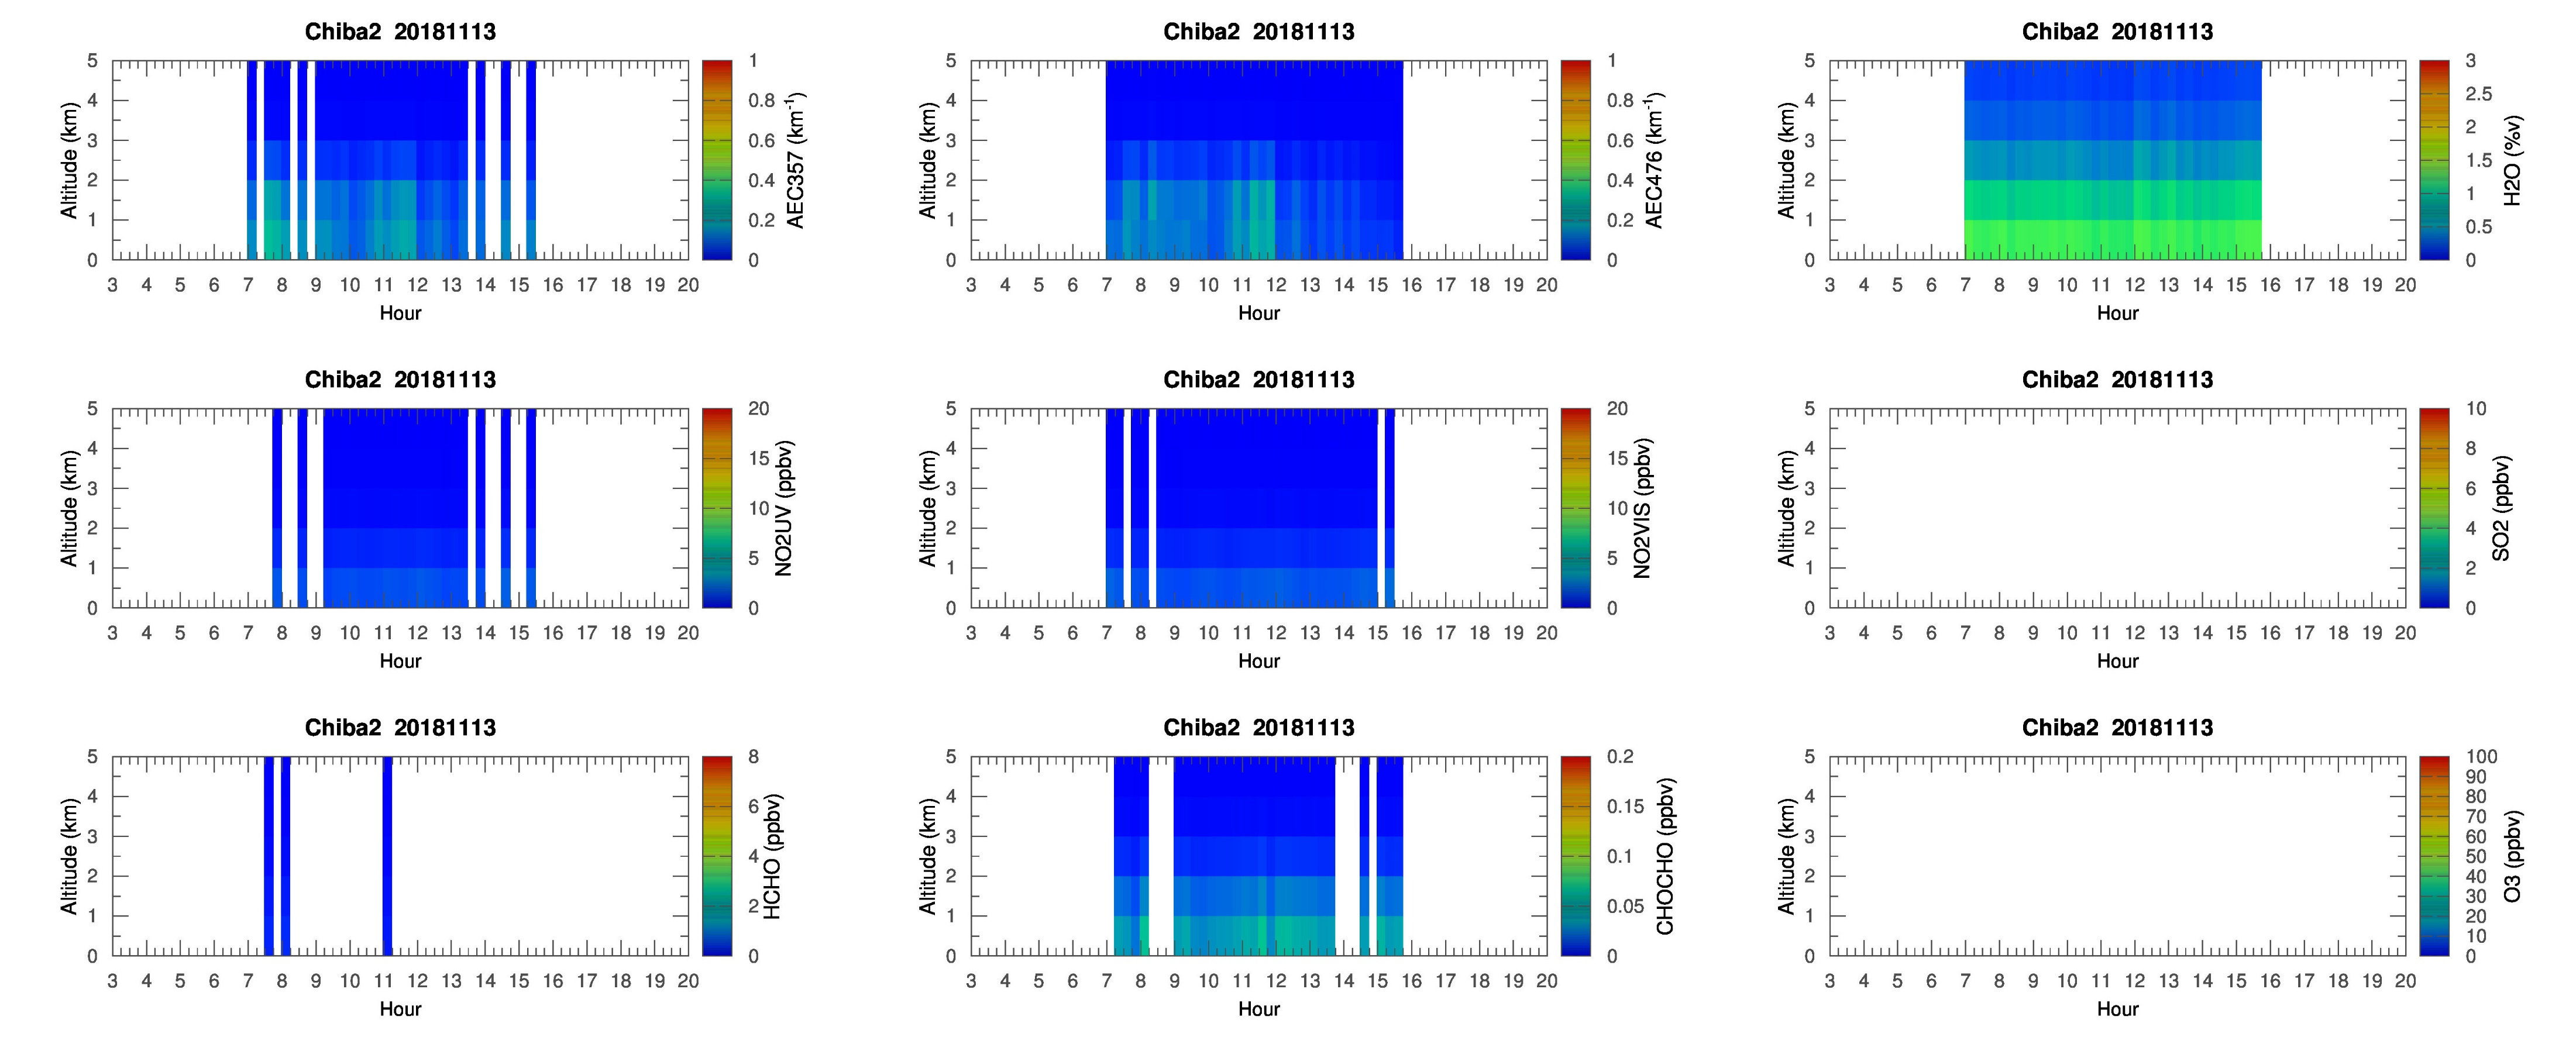 Chiba2 20181113
5
4
3
2
1
0
Altitude (km)
3 4 5 6 7 8 9 10 11 12 13 14 15 16 17 18 19 20
Hour
1
0.8
0.6
0.4
0.2
0
AEC357 (km-1)
Chiba2 20181113
5
4
3
2
1
0
Altitude (km)
3 4 5 6 7 8 9 10 11 12 13 14 15 16 17 18 19 20
Hour
1
0.8
0.6
0.4
0.2
0
AEC476 (km-1)
Chiba2 20181113
5
4
3
2
1
0
Altitude (km)
3 4 5 6 7 8 9 10 11 12 13 14 15 16 17 18 19 20
Hour
3
2.5
2
1.5
1
0.5
0
H2O (%v)
Chiba2 20181113
5
4
3
2
1
0
Altitude (km)
3 4 5 6 7 8 9 10 11 12 13 14 15 16 17 18 19 20
Hour
20
15
10
5
0
NO2UV (ppbv)
Chiba2 20181113
5
4
3
2
1
0
Altitude (km)
3 4 5 6 7 8 9 10 11 12 13 14 15 16 17 18 19 20
Hour
20
15
10
5
0
NO2VIS (ppbv)
Chiba2 20181113
5
4
3
2
1
0
Altitude (km)
3 4 5 6 7 8 9 10 11 12 13 14 15 16 17 18 19 20
Hour
10
8
6
4
2
0
SO2 (ppbv)
Chiba2 20181113
5
4
3
2
1
0
Altitude (km)
3 4 5 6 7 8 9 10 11 12 13 14 15 16 17 18 19 20
Hour
8
6
4
2
0
HCHO (ppbv)
Chiba2 20181113
5
4
3
2
1
0
Altitude (km)
3 4 5 6 7 8 9 10 11 12 13 14 15 16 17 18 19 20
Hour
0.2
0.15
0.1
0.05
0
CHOCHO (ppbv)
Chiba2 20181113
5
4
3
2
1
0
Altitude (km)
3 4 5 6 7 8 9 10 11 12 13 14 15 16 17 18 19 20
Hour
100
90
80
70
60
50
40
30
20
10
0
O3 (ppbv)